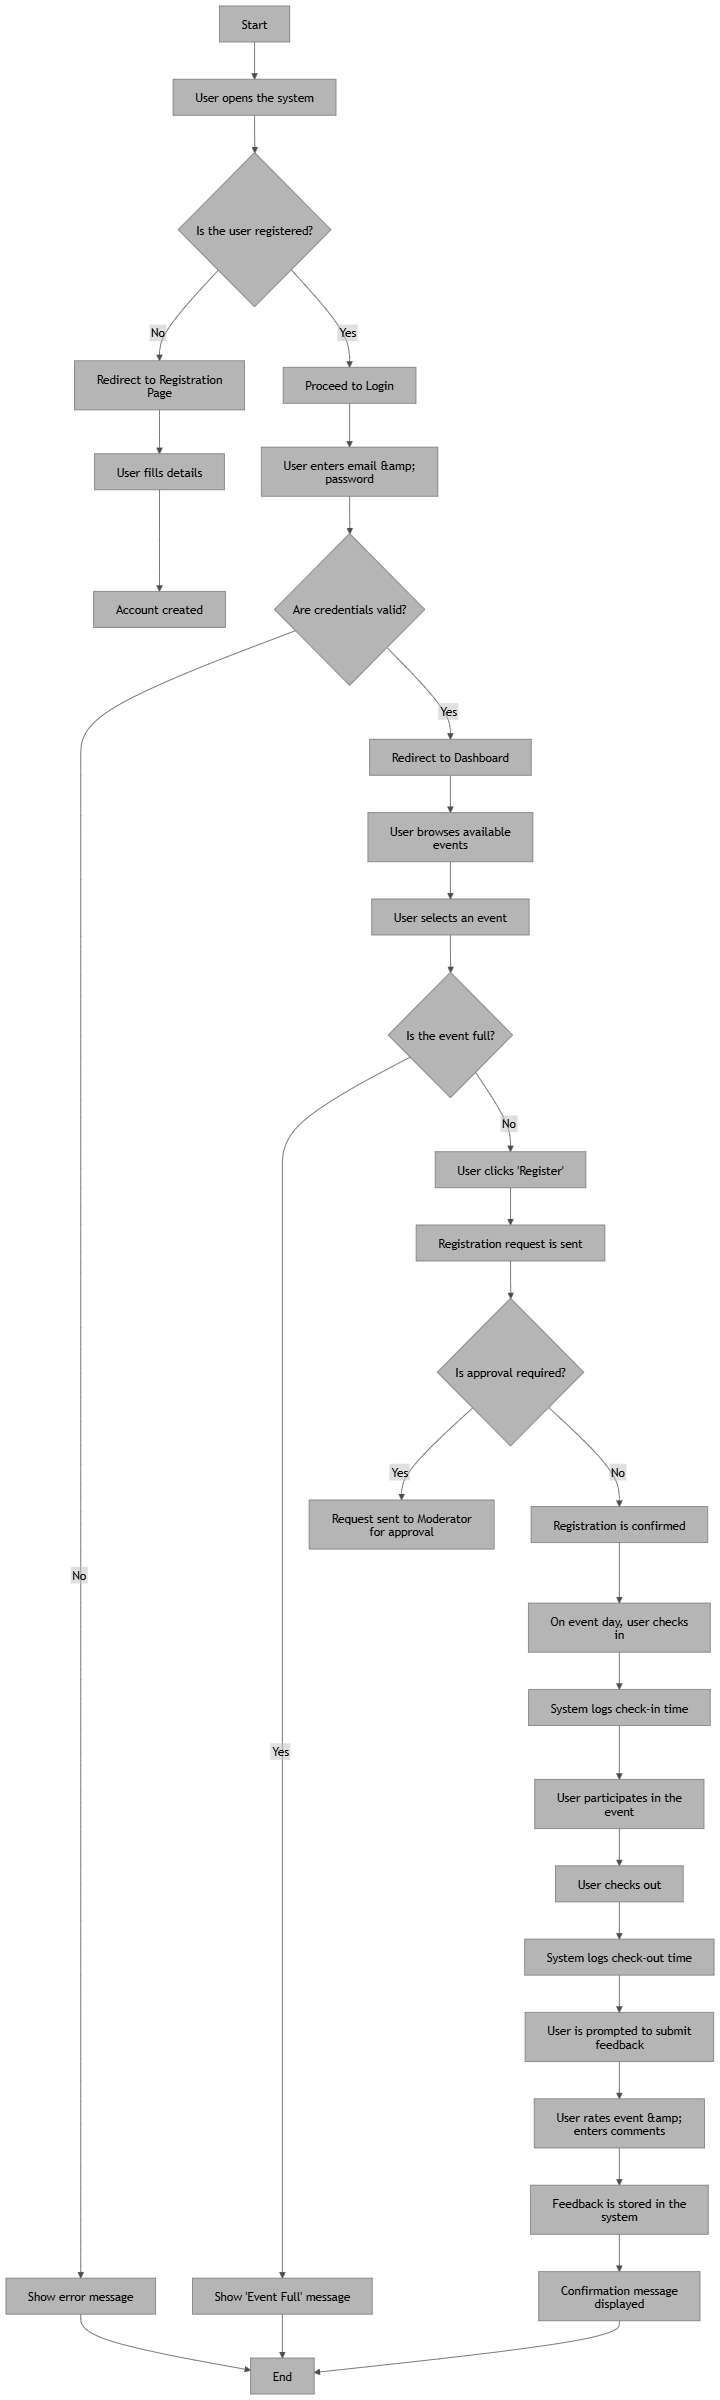 Start
User opens the system
Is the user registered?
No
Yes
Redirect to Registration
Page
Proceed to Login
User fills details
User enters email &amp;
password
Account created
Are credentials valid?
Yes
Redirect to Dashboard
User browses available
events
User selects an event
Is the event full?
No
User clicks 'Register'
Registration request is sent
Is approval required?
Yes
No
Request sent to Moderator
for approval
Registration is confirmed
No
On event day, user checks
in
System logs check-in time
Yes
User participates in the
event
User checks out
System logs check-out time
User is prompted to submit
feedback
User rates event &amp;
enters comments
Feedback is stored in the
system
Show error message
Show 'Event Full' message
Confirmation message
displayed
End